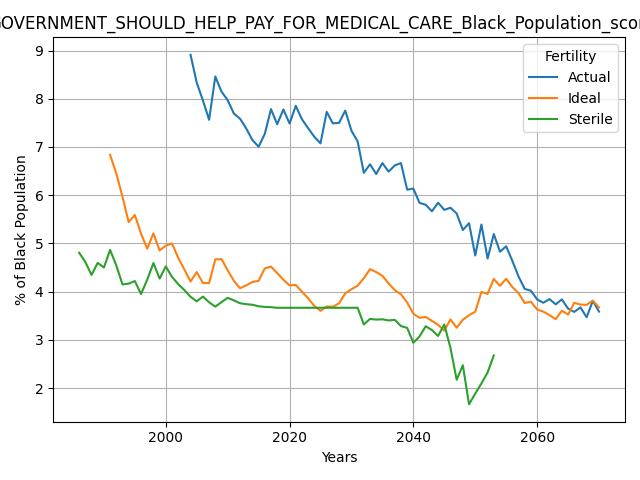 OVERNMENT_SHOULD_HELP_PAY_FOR_MEDICAL_CARE_Black_Population_scor
Fertility
Actual
Ideal
Sterile
% of Black Population
9
8
7
6
5
4
3
2
2000 2020 2040 2060
Years